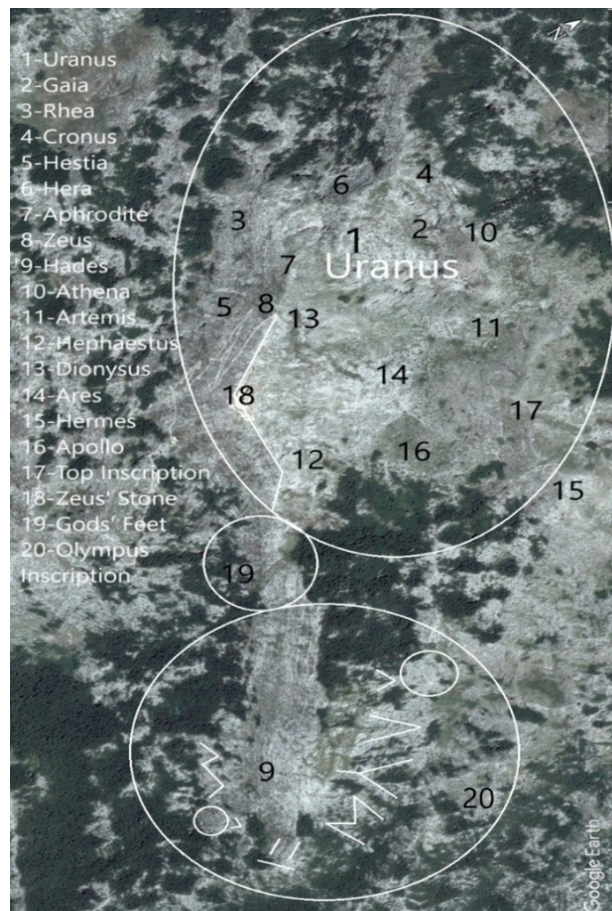 1-Uranus
2-Gaia
3-Rhea
4-Cronus
5-Hestia
6-Hera
7-Aphrodite
8-Zeus
9-Hades
10-Athena
11-Artemis
12-Hephaestus
13-Dionysus
14-Ares
15-Hermes
16-Apollo
17-Top Inscription
18-Zeus' Stone
19-Gods' Feet
20-Olympus
Inscription
4
6
3
2
10
1
Uranus
7
5
8
13
11
14
18
17
12
16
15
19
9
20
Google Earth